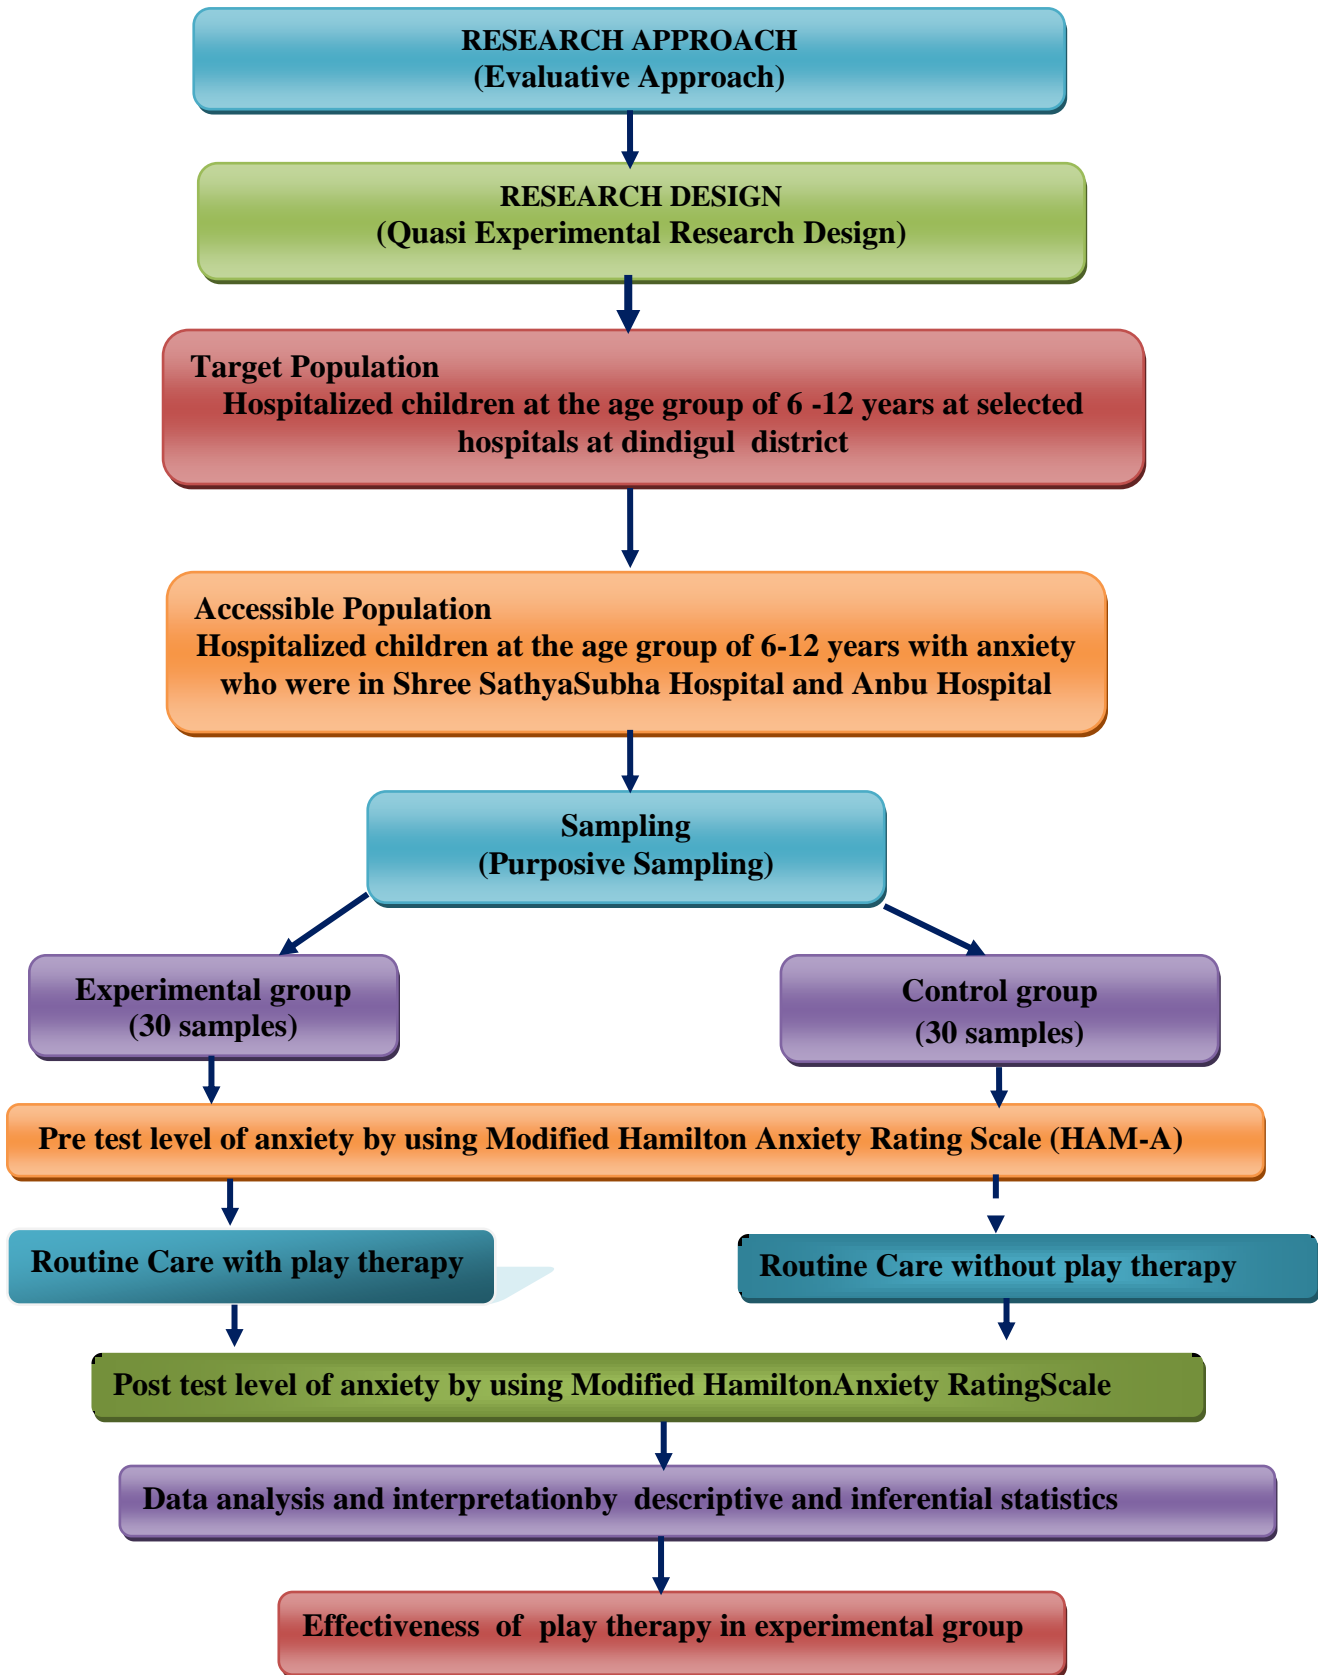 RESEARCH APPROACH
(Evaluative Approach)
RESEARCH DESIGN
(Quasi Experimental Research Design)
Target Population
Hospitalized children at the age group of 6 -12 years at selected
hospitals at dindigul district
Accessible Population
Hospitalized children at the age group of 6-12 years with anxiety
who were in Shree SathyaSubha Hospital and Anbu Hospital
Sampling
(Purposive Sampling)
Experimental group
(30 samples)
Control group
(30 samples)
Pre test level of anxiety by using Modified Hamilton Anxiety Rating Scale (HAM-A)
Routine Care with play therapy
Routine Care without play therapy
Post test level of anxiety by using Modified HamiltonAnxiety RatingScale
Data analysis and interpretationby descriptive and inferential statistics
Effectiveness of play therapy in experimental group